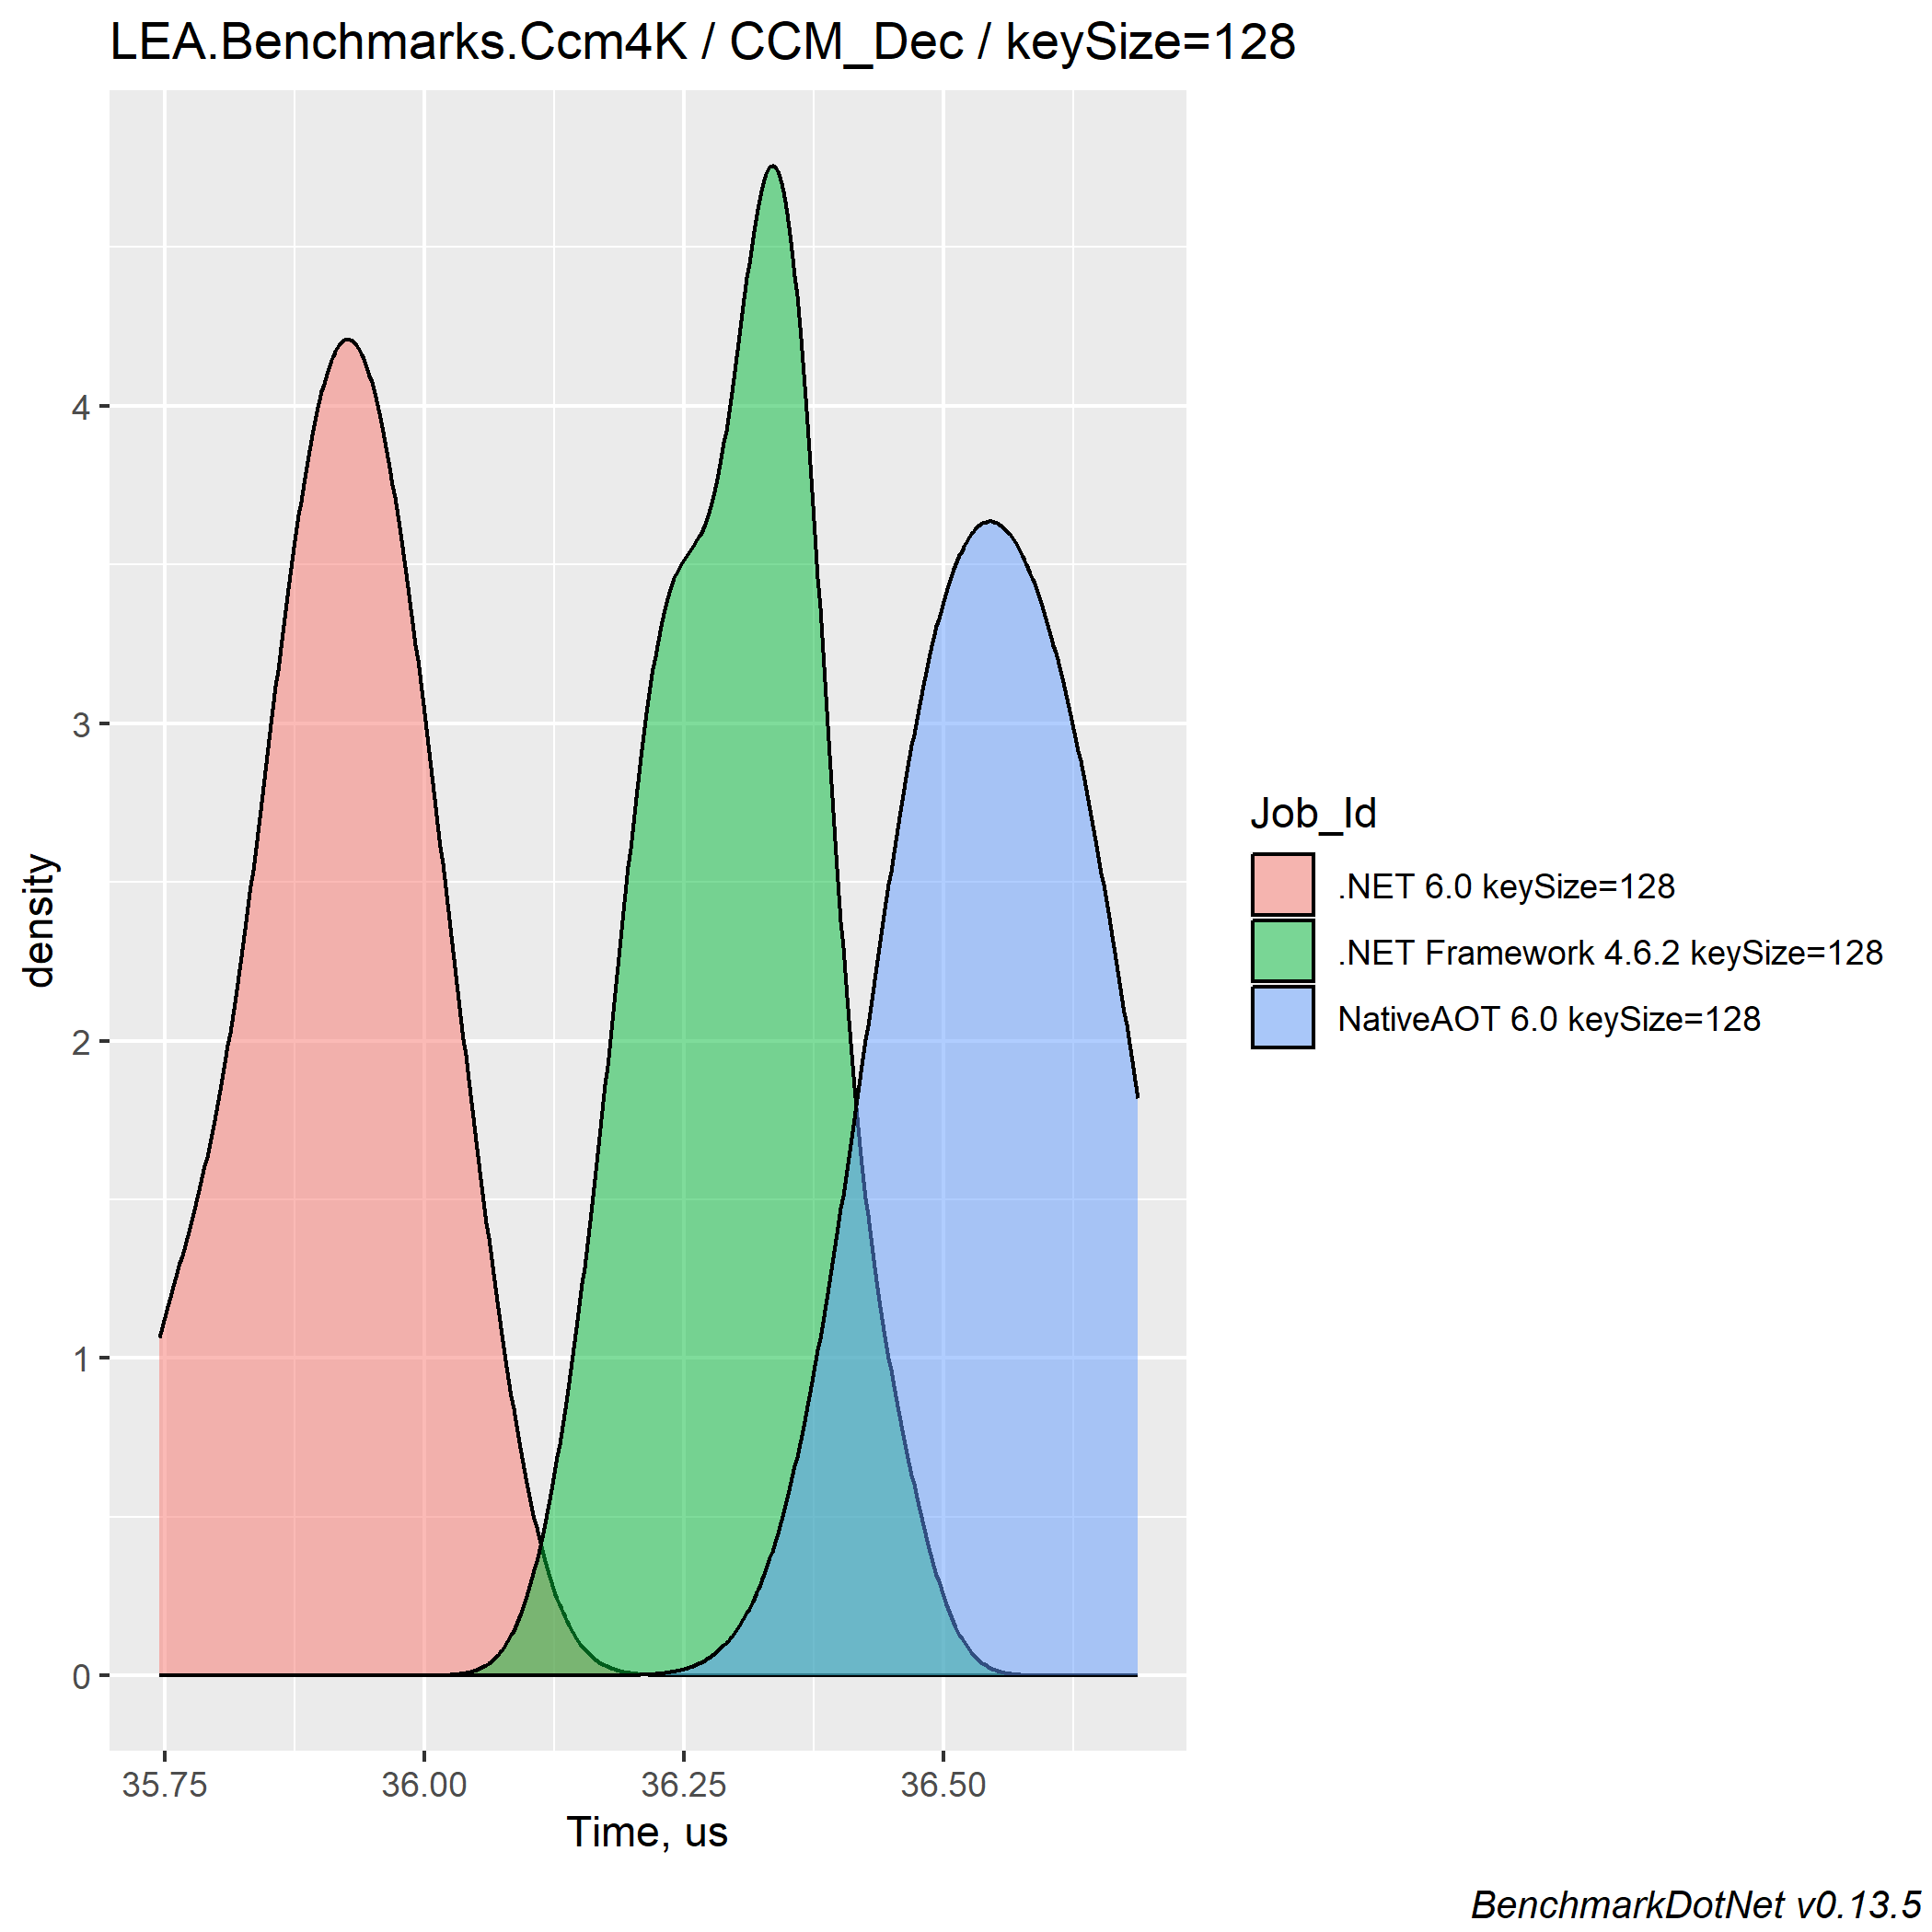 LEA.Benchmarks.Ccm4K / CCM_Dec / keySize=128
4
3
2
1
0
density
35.75 36.00 36.25 36.50
Time, us
Job_Id
.NET 6.0 keySize=128
.NET Framework 4.6.2 keySize=128
NativeAOT 6.0 keySize=128
BenchmarkDotNet v0.13.5